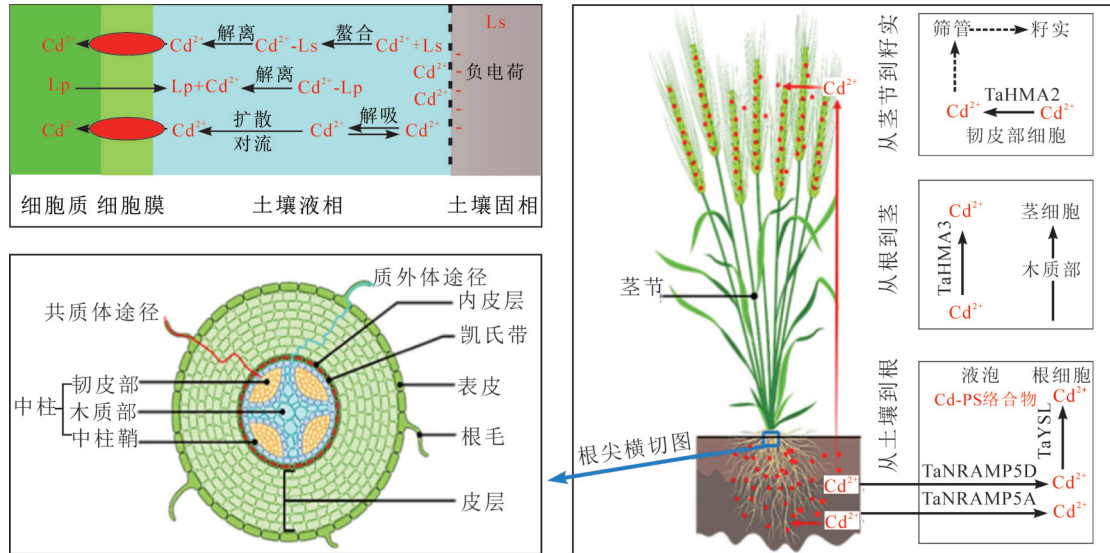 Ls
Cd²⁺ Cd²⁺ 解离 Cd²⁺-Ls 螯合 Cd²⁺+Ls
Cd²⁺ 负电荷
Lp Lp+Cd²⁺ 解离 Cd²⁺-Lp
Cd²⁺
Cd²⁺ Cd²⁺ 扩散 对流 Cd²⁺ 解吸 Cd²⁺
细胞质 细胞膜 土壤液相 土壤固相
质外体途径
共质体途径
内皮层
凯氏带
中柱
韧皮部
木质部
中柱鞘
表皮
根毛
皮层
根尖横切图
茎节
Cd²⁺
Cd²⁺
Cd²⁺
从茎节到籽实
筛管 籽实
Cd²⁺ TaHMA2 Cd²⁺
韧皮部细胞
从根到茎
Cd²⁺ 茎细胞
TaHMA3
木质部
Cd²⁺
从土壤到根
液泡 根细胞
Cd-PS络合物 Cd²⁺
TaYSL
TaNRAMP5D Cd²⁺
TaNRAMP5A Cd²⁺